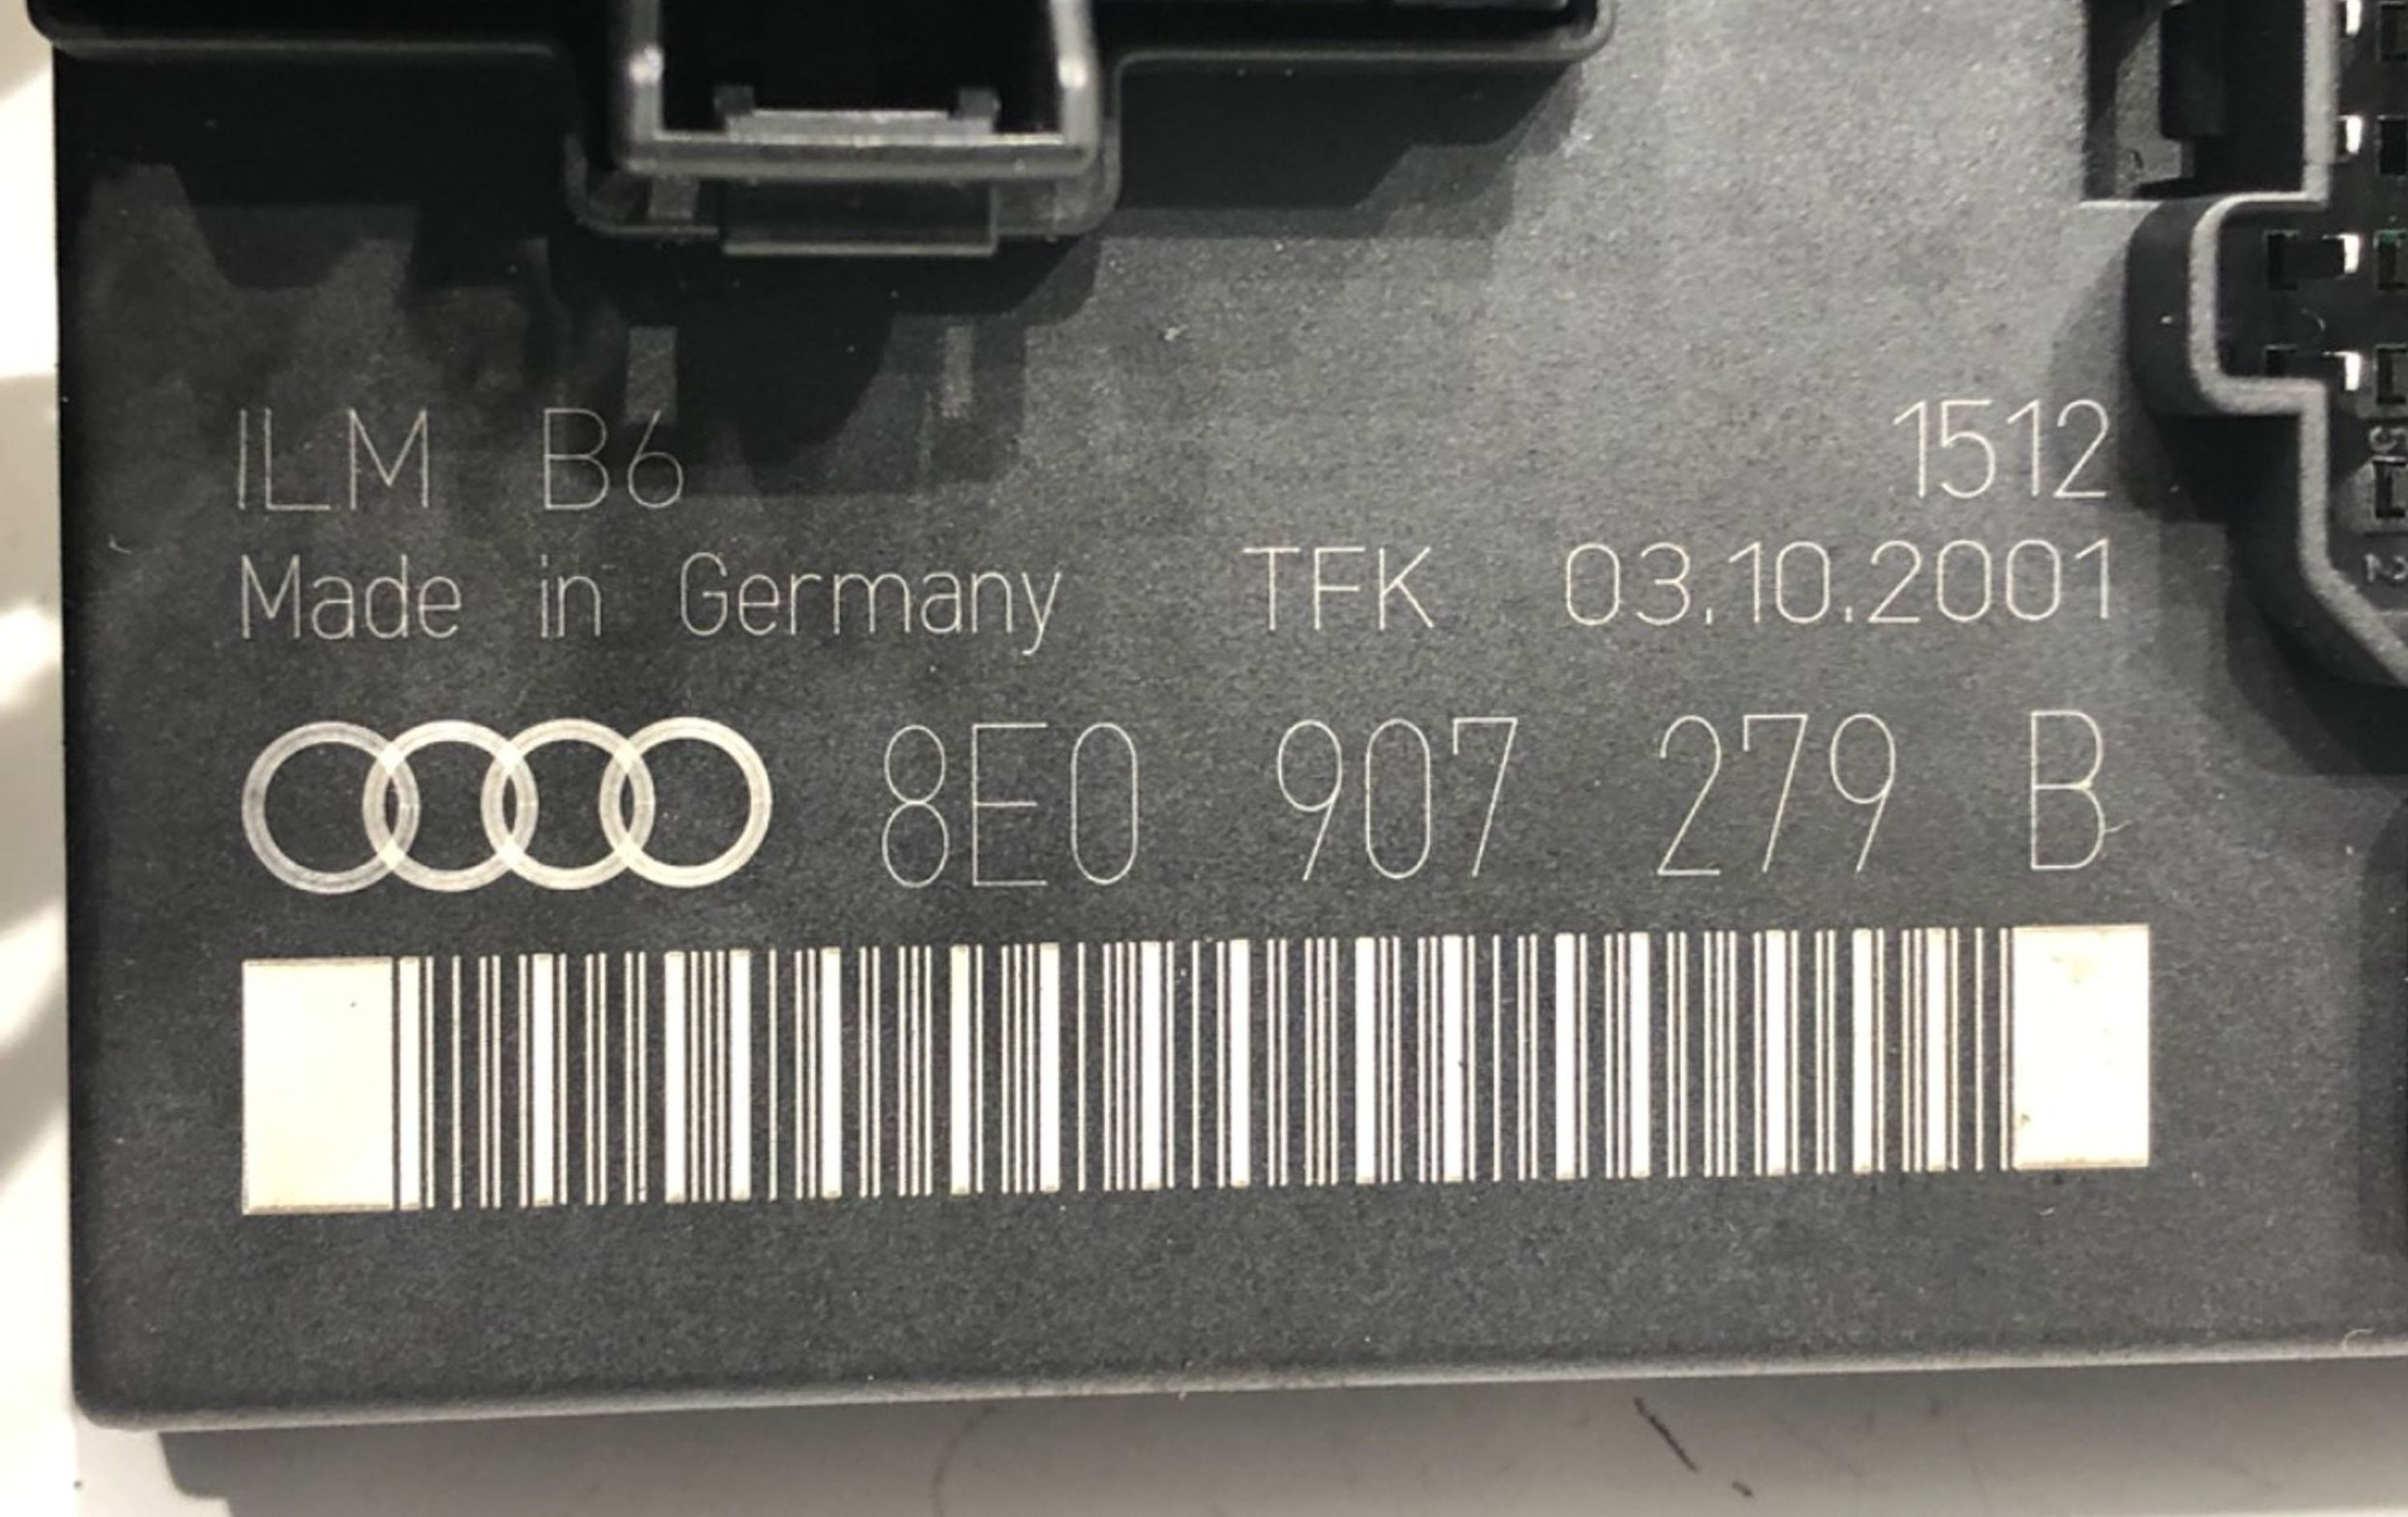 1512
ILM B6
Made in Germany TFK 03.10.2001
8E0 907 279 B